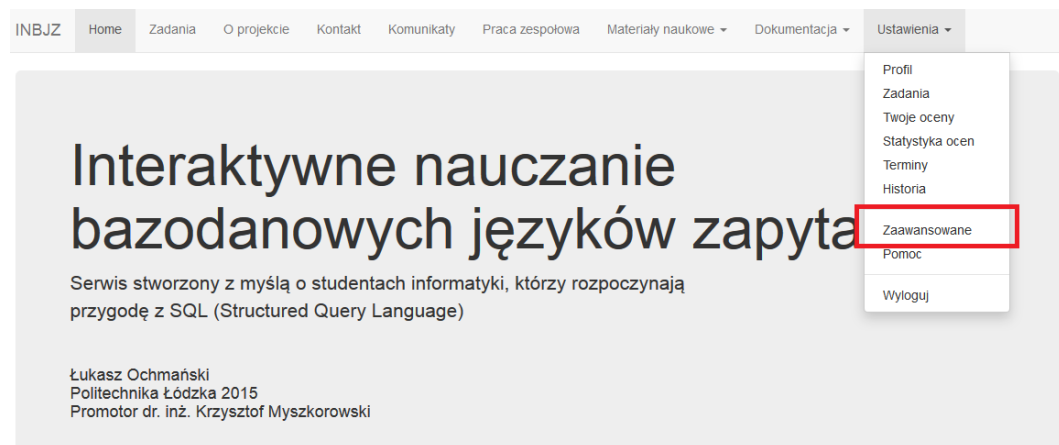 INBJZ Home Zadania O projekcie Kontakt Komunikaty Praca zespołowa Materiały naukowe Dokumentacja Ustawienia
Profil
Zadania
Twoje oceny
Statystyka ocen
Terminy
Historia
Zaawansowane
Pomoc
Wyloguj
Interaktywne nauczanie
bazodanowych języków zapyta
Serwis stworzony z myślą o studentach informatyki, którzy rozpoczynają
przygodę z SQL (Structured Query Language)
Łukasz Ochmański
Politechnika Łódzka 2015
Promotor dr. inż. Krzysztof Myszkorowski